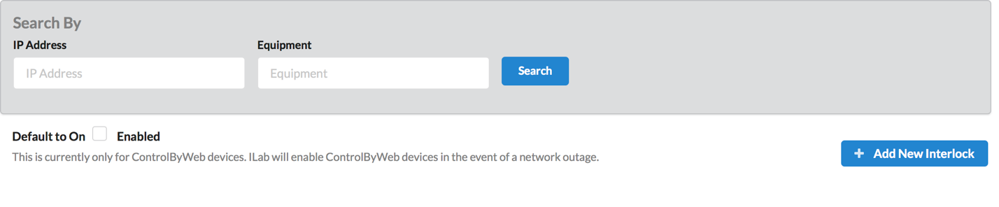 Search By
IP Address Equipment
IP Address Equipment Search
Default to On Enabled
This is currently only for ControlByWeb devices. ILab will enable ControlByWeb devices in the event of a network outage.
+ Add New Interlock